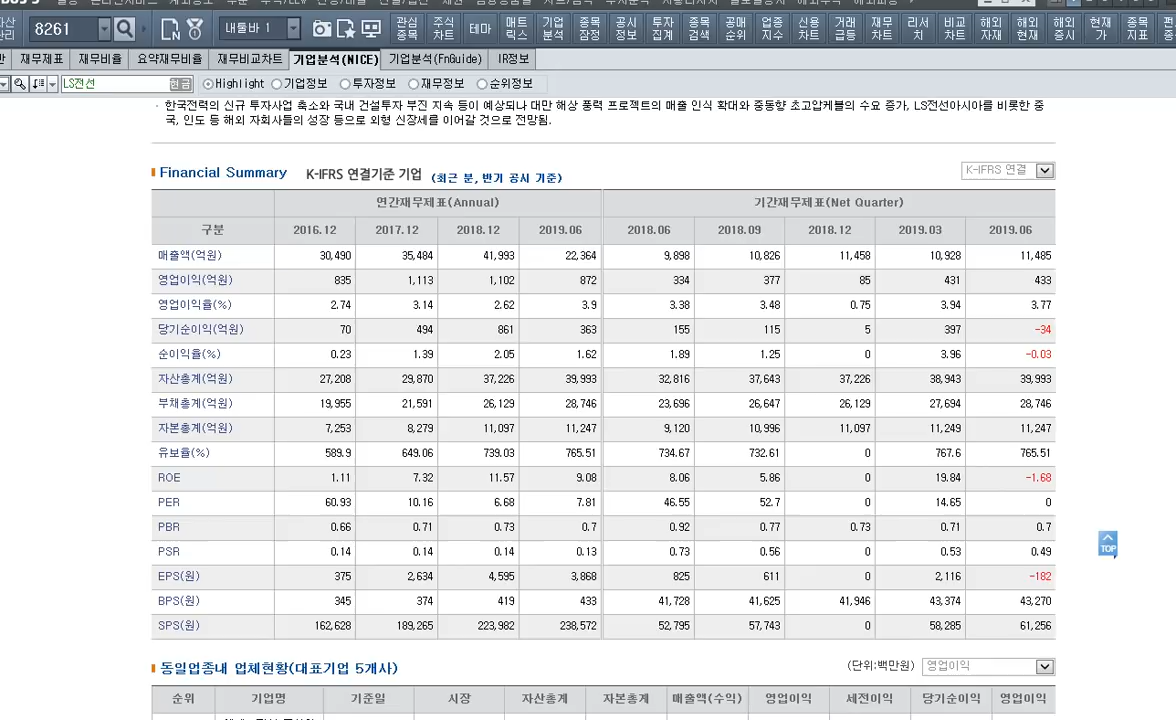 8261
내툴바 1
관심 종목
주식 차트
테마
매트 릭스
기업 분석
종목 잠정
공시 정보
투자 집계
종목 검색
공매 순위
업종 지수
신용 차트
거래 급등
재무 차트
리서 치
비교 차트
해외 자재
해외 현재
해외 증시
현재 가
종목 지표
재무제표 재무비율 요약재무비율 재무비교차트 기업분석(NICE) 기업분석(FnGuide) IR정보
LS전선 한글 Highlight 기업정보 투자정보 재무정보 순위정보
· 한국전력의 신규 투자사업 축소와 국내 건설투자 부진 지속 등이 예상되나 대만 해상 풍력 프로젝트의 매출 인식 확대와 중동향 초고압케블의 수요 증가, LS전선아시아를 비롯한 중
국, 인도 등 해외 자회사들의 성장 등으로 외형 신장세를 이어갈 것으로 전망됨.
Financial Summary K-IFRS 연결기준 기업 (최근 분, 반기 공시 기준) K-IFRS 연결
연간재무제표(Annual) 기간재무제표(Net Quarter)
구분 2016.12 2017.12 2018.12 2019.06 2018.06 2018.09 2018.12 2019.03 2019.06
매출액(억원) 30,490 35,484 41,993 22,364 9,898 10,826 11,458 10,928 11,485
영업이익(억원) 835 1,113 1,102 872 334 377 85 431 433
영업이익률(%) 2.74 3.14 2.62 3.9 3.38 3.48 0.75 3.94 3.77
당기순이익(억원) 70 494 861 363 155 115 5 397 -34
순이익률(%) 0.23 1.39 2.05 1.62 1.89 1.25 0 3.96 -0.03
자산총계(억원) 27,208 29,870 37,226 39,993 32,816 37,643 37,226 38,943 39,993
부채총계(억원) 19,955 21,591 26,129 28,746 23,696 26,647 26,129 27,694 28,746
자본총계(억원) 7,253 8,279 11,097 11,247 9,120 10,996 11,097 11,249 11,247
유보율(%) 589.9 649.06 739.03 765.51 734.67 732.61 0 767.6 765.51
ROE 1.11 7.32 11.57 9.08 8.06 5.86 0 19.84 -1.68
PER 60.93 10.16 6.68 7.81 46.55 52.7 0 14.65 0
PBR 0.66 0.71 0.73 0.7 0.92 0.77 0.73 0.71 0.7
PSR 0.14 0.14 0.14 0.13 0.73 0.56 0 0.53 0.49
EPS(원) 375 2,634 4,595 3,868 825 611 0 2,116 -182
BPS(원) 345 374 419 433 41,728 41,625 41,946 43,374 43,270
SPS(원) 162,628 189,265 223,982 238,572 52,795 57,743 0 58,285 61,256
TOP
동일업종내 업체현황(대표기업 5개사) (단위:백만원) 영업이익
순위 기업명 기준일 시장 자산총계 자본총계 매출액(수익) 영업이익 세전이익 당기순이익 영업이익